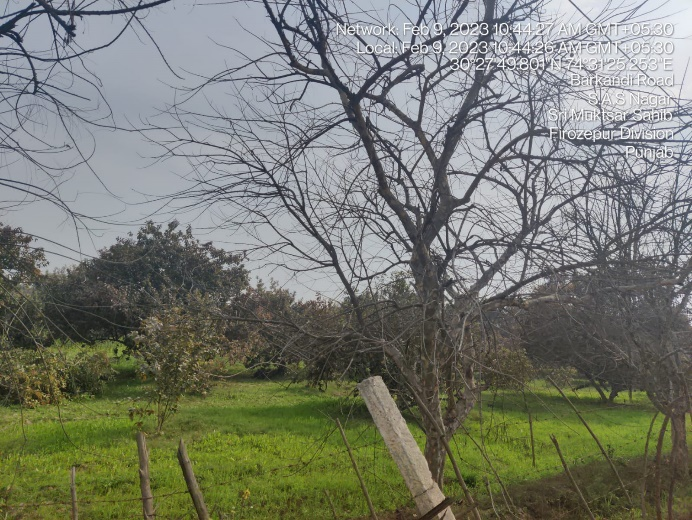 Network: Feb 9, 2023 10:44:27 AM GMT+05:30
Local: Feb 9, 2023 10:44:26 AM GMT+05:30
30°27'49.801"N 74°31'25.253"E
Barkandi Road
S A S Nagar
Sri Muktsar Sahib
Firozepur Division
Punjab